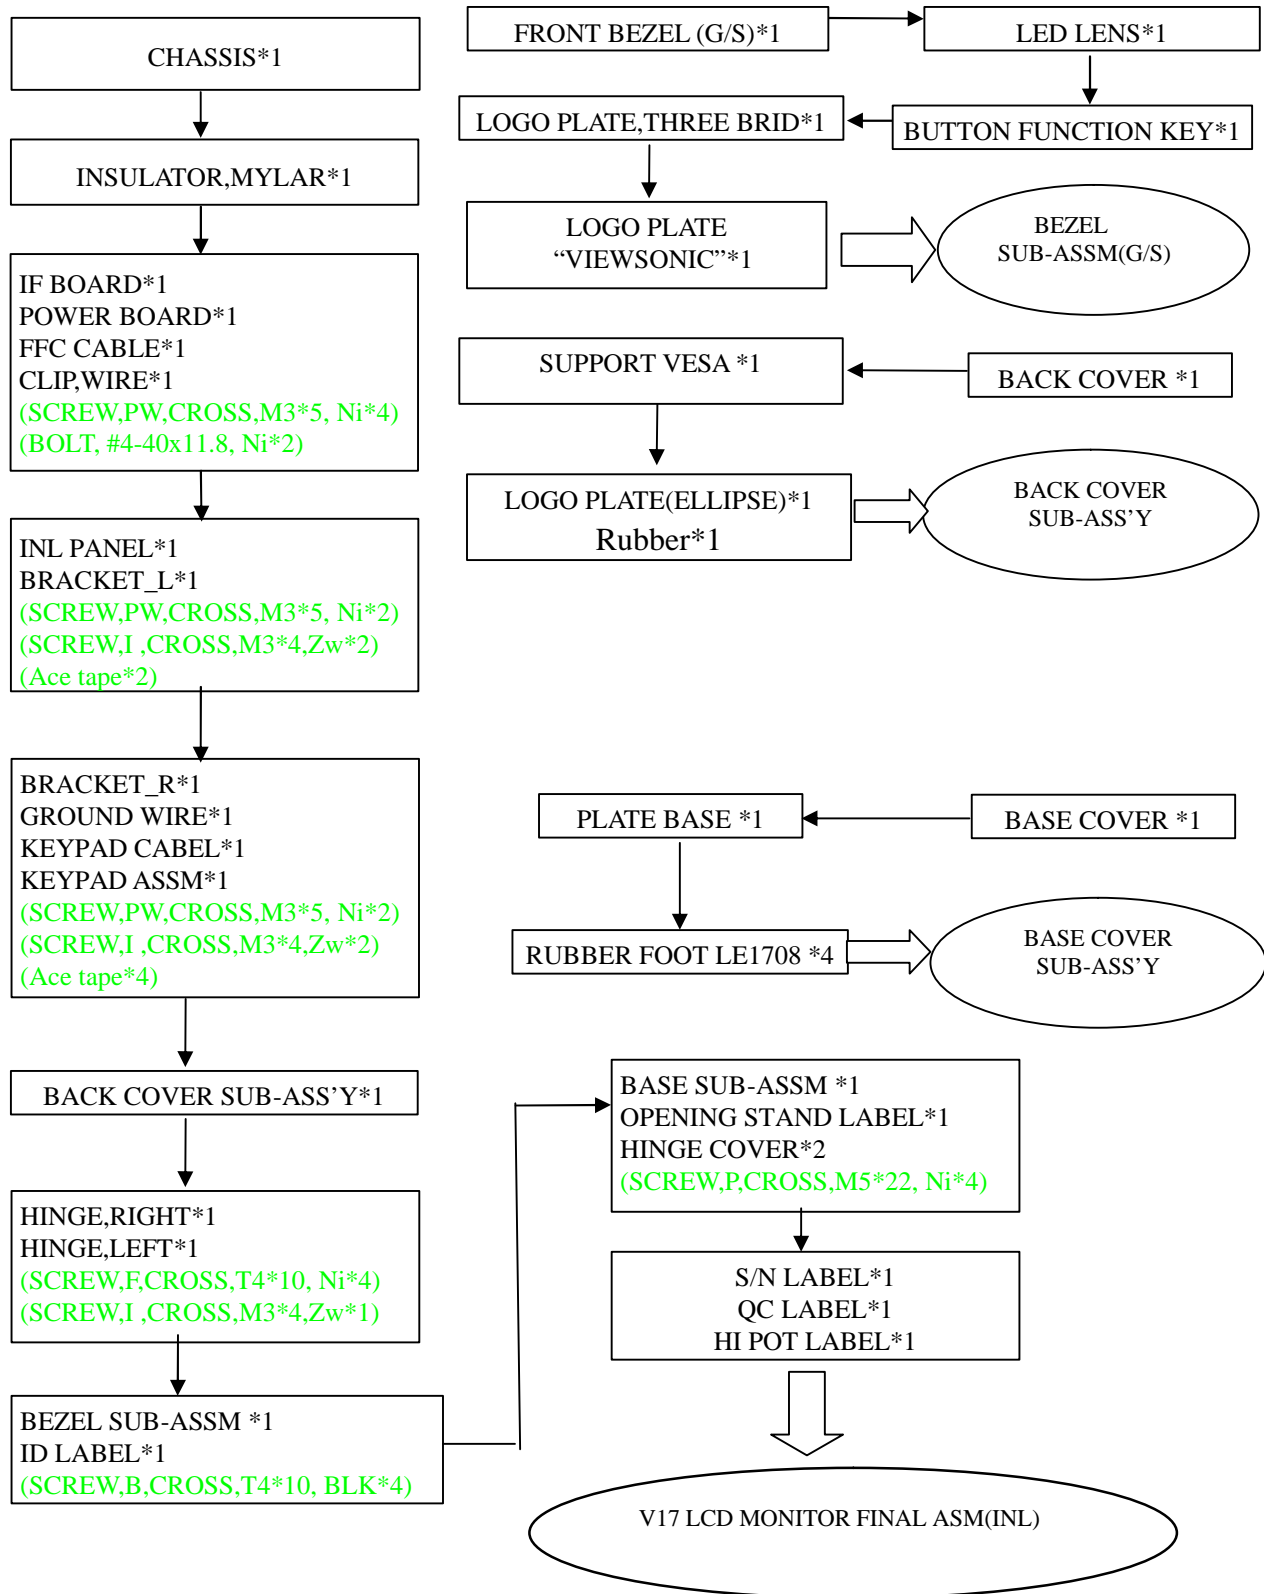 CHASSIS*1
INSULATOR,MYLAR*1
IF BOARD*1
POWER BOARD*1
FFC CABLE*1
CLIP,WIRE*1
(SCREW,PW,CROSS,M3*5, Ni*4)
(BOLT, #4-40x11.8, Ni*2)
INL PANEL*1
BRACKET_L*1
(SCREW,PW,CROSS,M3*5, Ni*2)
(SCREW,I ,CROSS,M3*4,Zw*2)
(Ace tape*2)
BRACKET_R*1
GROUND WIRE*1
KEYPAD CABEL*1
KEYPAD ASSM*1
(SCREW,PW,CROSS,M3*5, Ni*2)
(SCREW,I ,CROSS,M3*4,Zw*2)
(Ace tape*4)
BACK COVER SUB-ASS’Y*1
HINGE,RIGHT*1
HINGE,LEFT*1
(SCREW,F,CROSS,T4*10, Ni*4)
(SCREW,I ,CROSS,M3*4,Zw*1)
BEZEL SUB-ASSM *1
ID LABEL*1
(SCREW,B,CROSS,T4*10, BLK*4)
FRONT BEZEL (G/S)*1
LED LENS*1
BUTTON FUNCTION KEY*1
LOGO PLATE,THREE BRID*1
LOGO PLATE
“VIEWSONIC”*1
BEZEL
SUB-ASSM(G/S)
BACK COVER *1
SUPPORT VESA *1
LOGO PLATE(ELLIPSE)*1
Rubber*1
BACK COVER
SUB-ASS’Y
BASE COVER *1
PLATE BASE *1
RUBBER FOOT LE1708 *4
BASE COVER
SUB-ASS’Y
BASE SUB-ASSM *1
OPENING STAND LABEL*1
HINGE COVER*2
(SCREW,P,CROSS,M5*22, Ni*4)
S/N LABEL*1
QC LABEL*1
HI POT LABEL*1
V17 LCD MONITOR FINAL ASM(INL)